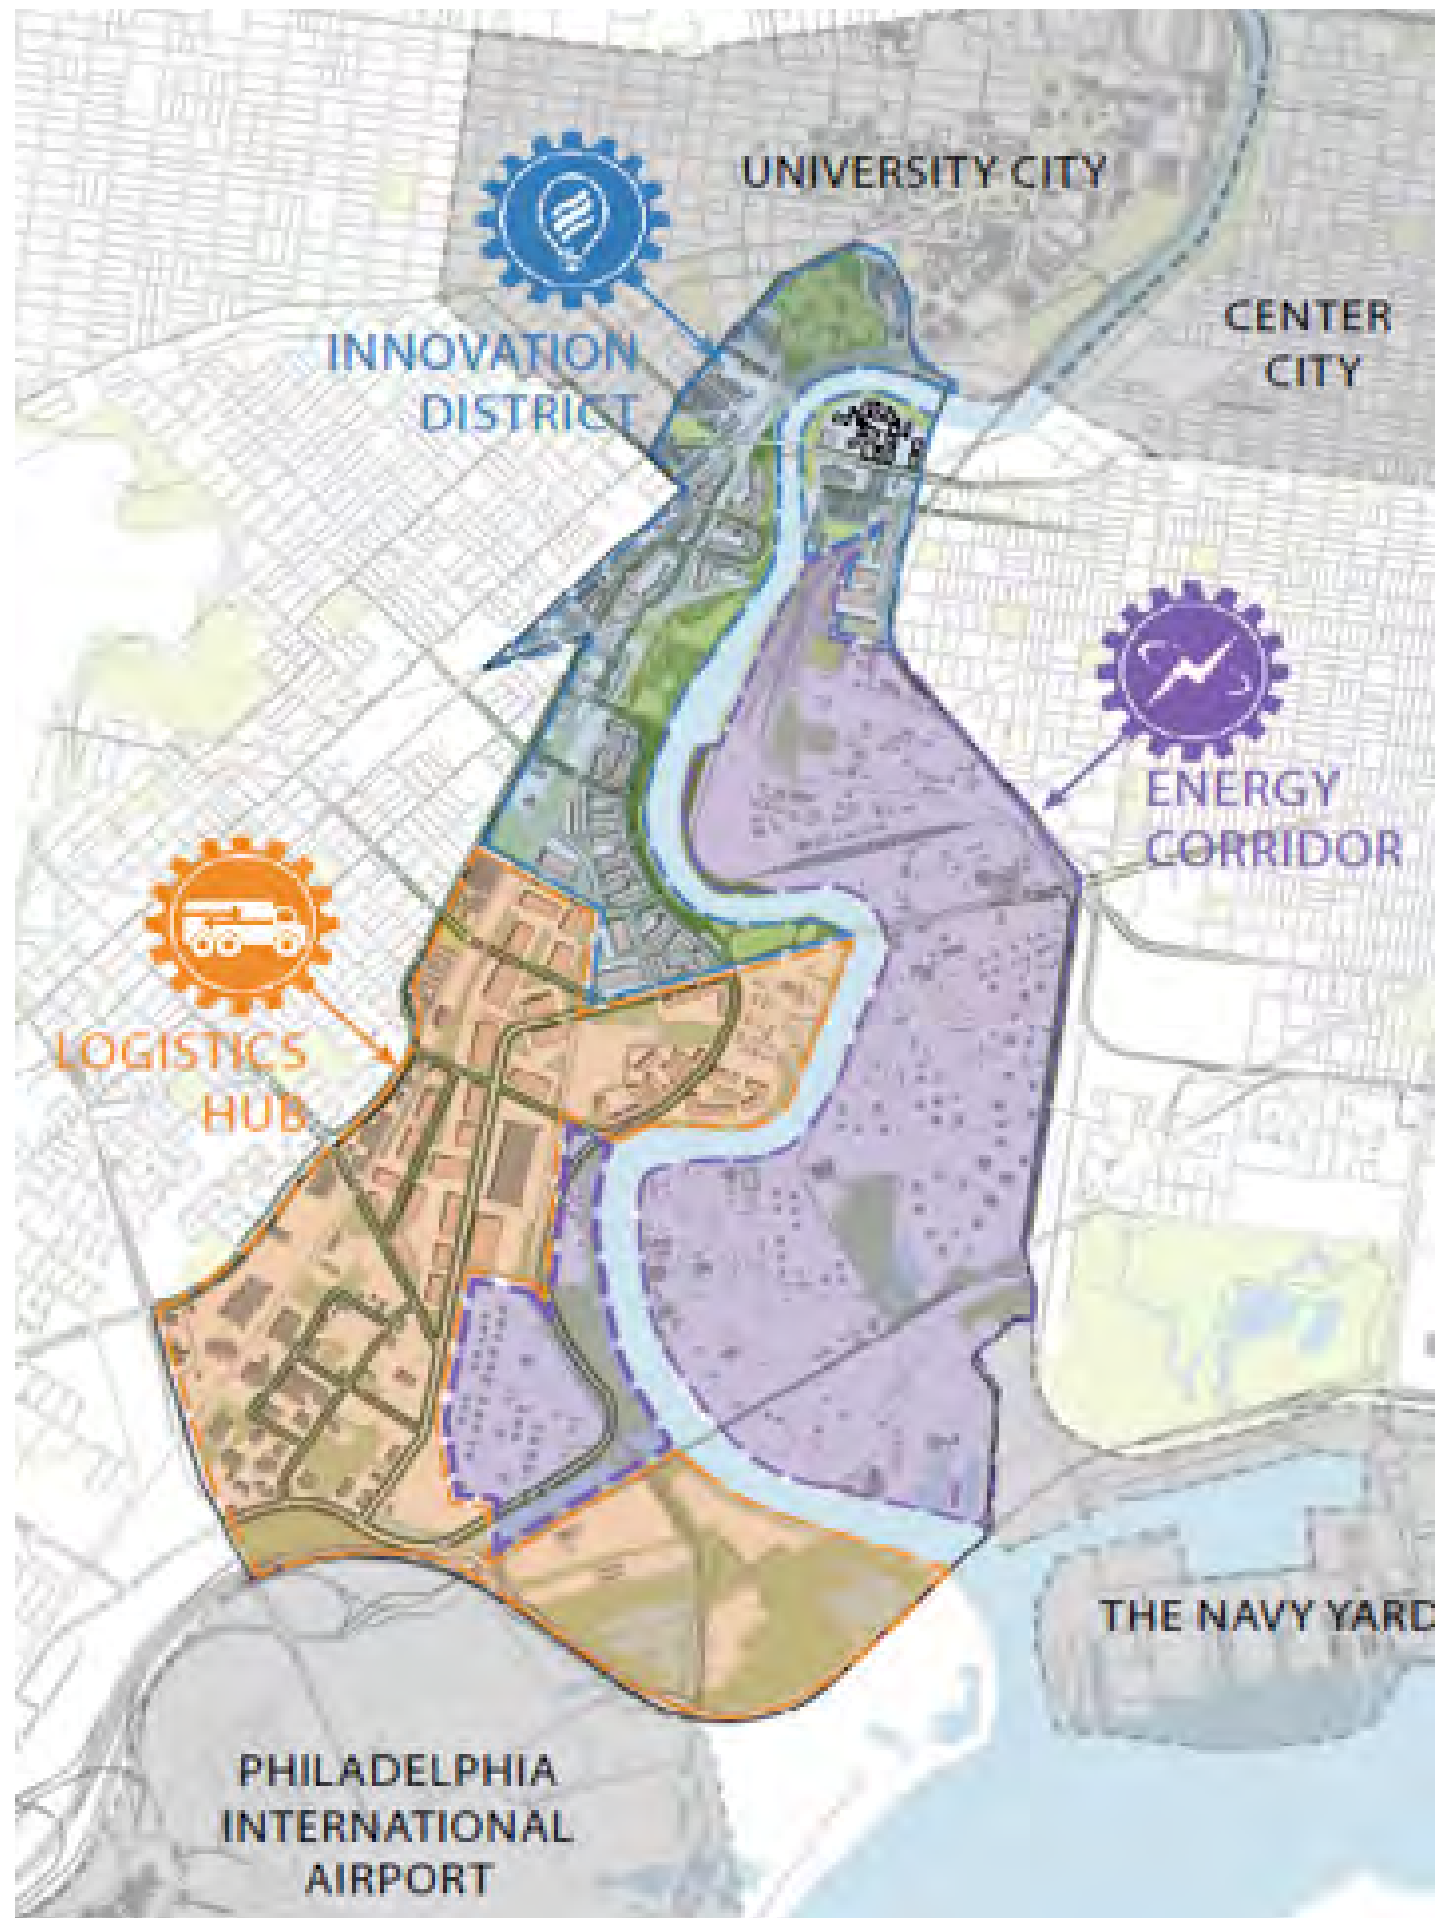 UNIVERSITY CITY
CENTER
CITY
INNOVATION
DISTRICT
ENERGY
CORRIDOR
LOGISTICS
HUB
THE NAVY YARD
PHILADELPHIA
INTERNATIONAL
AIRPORT